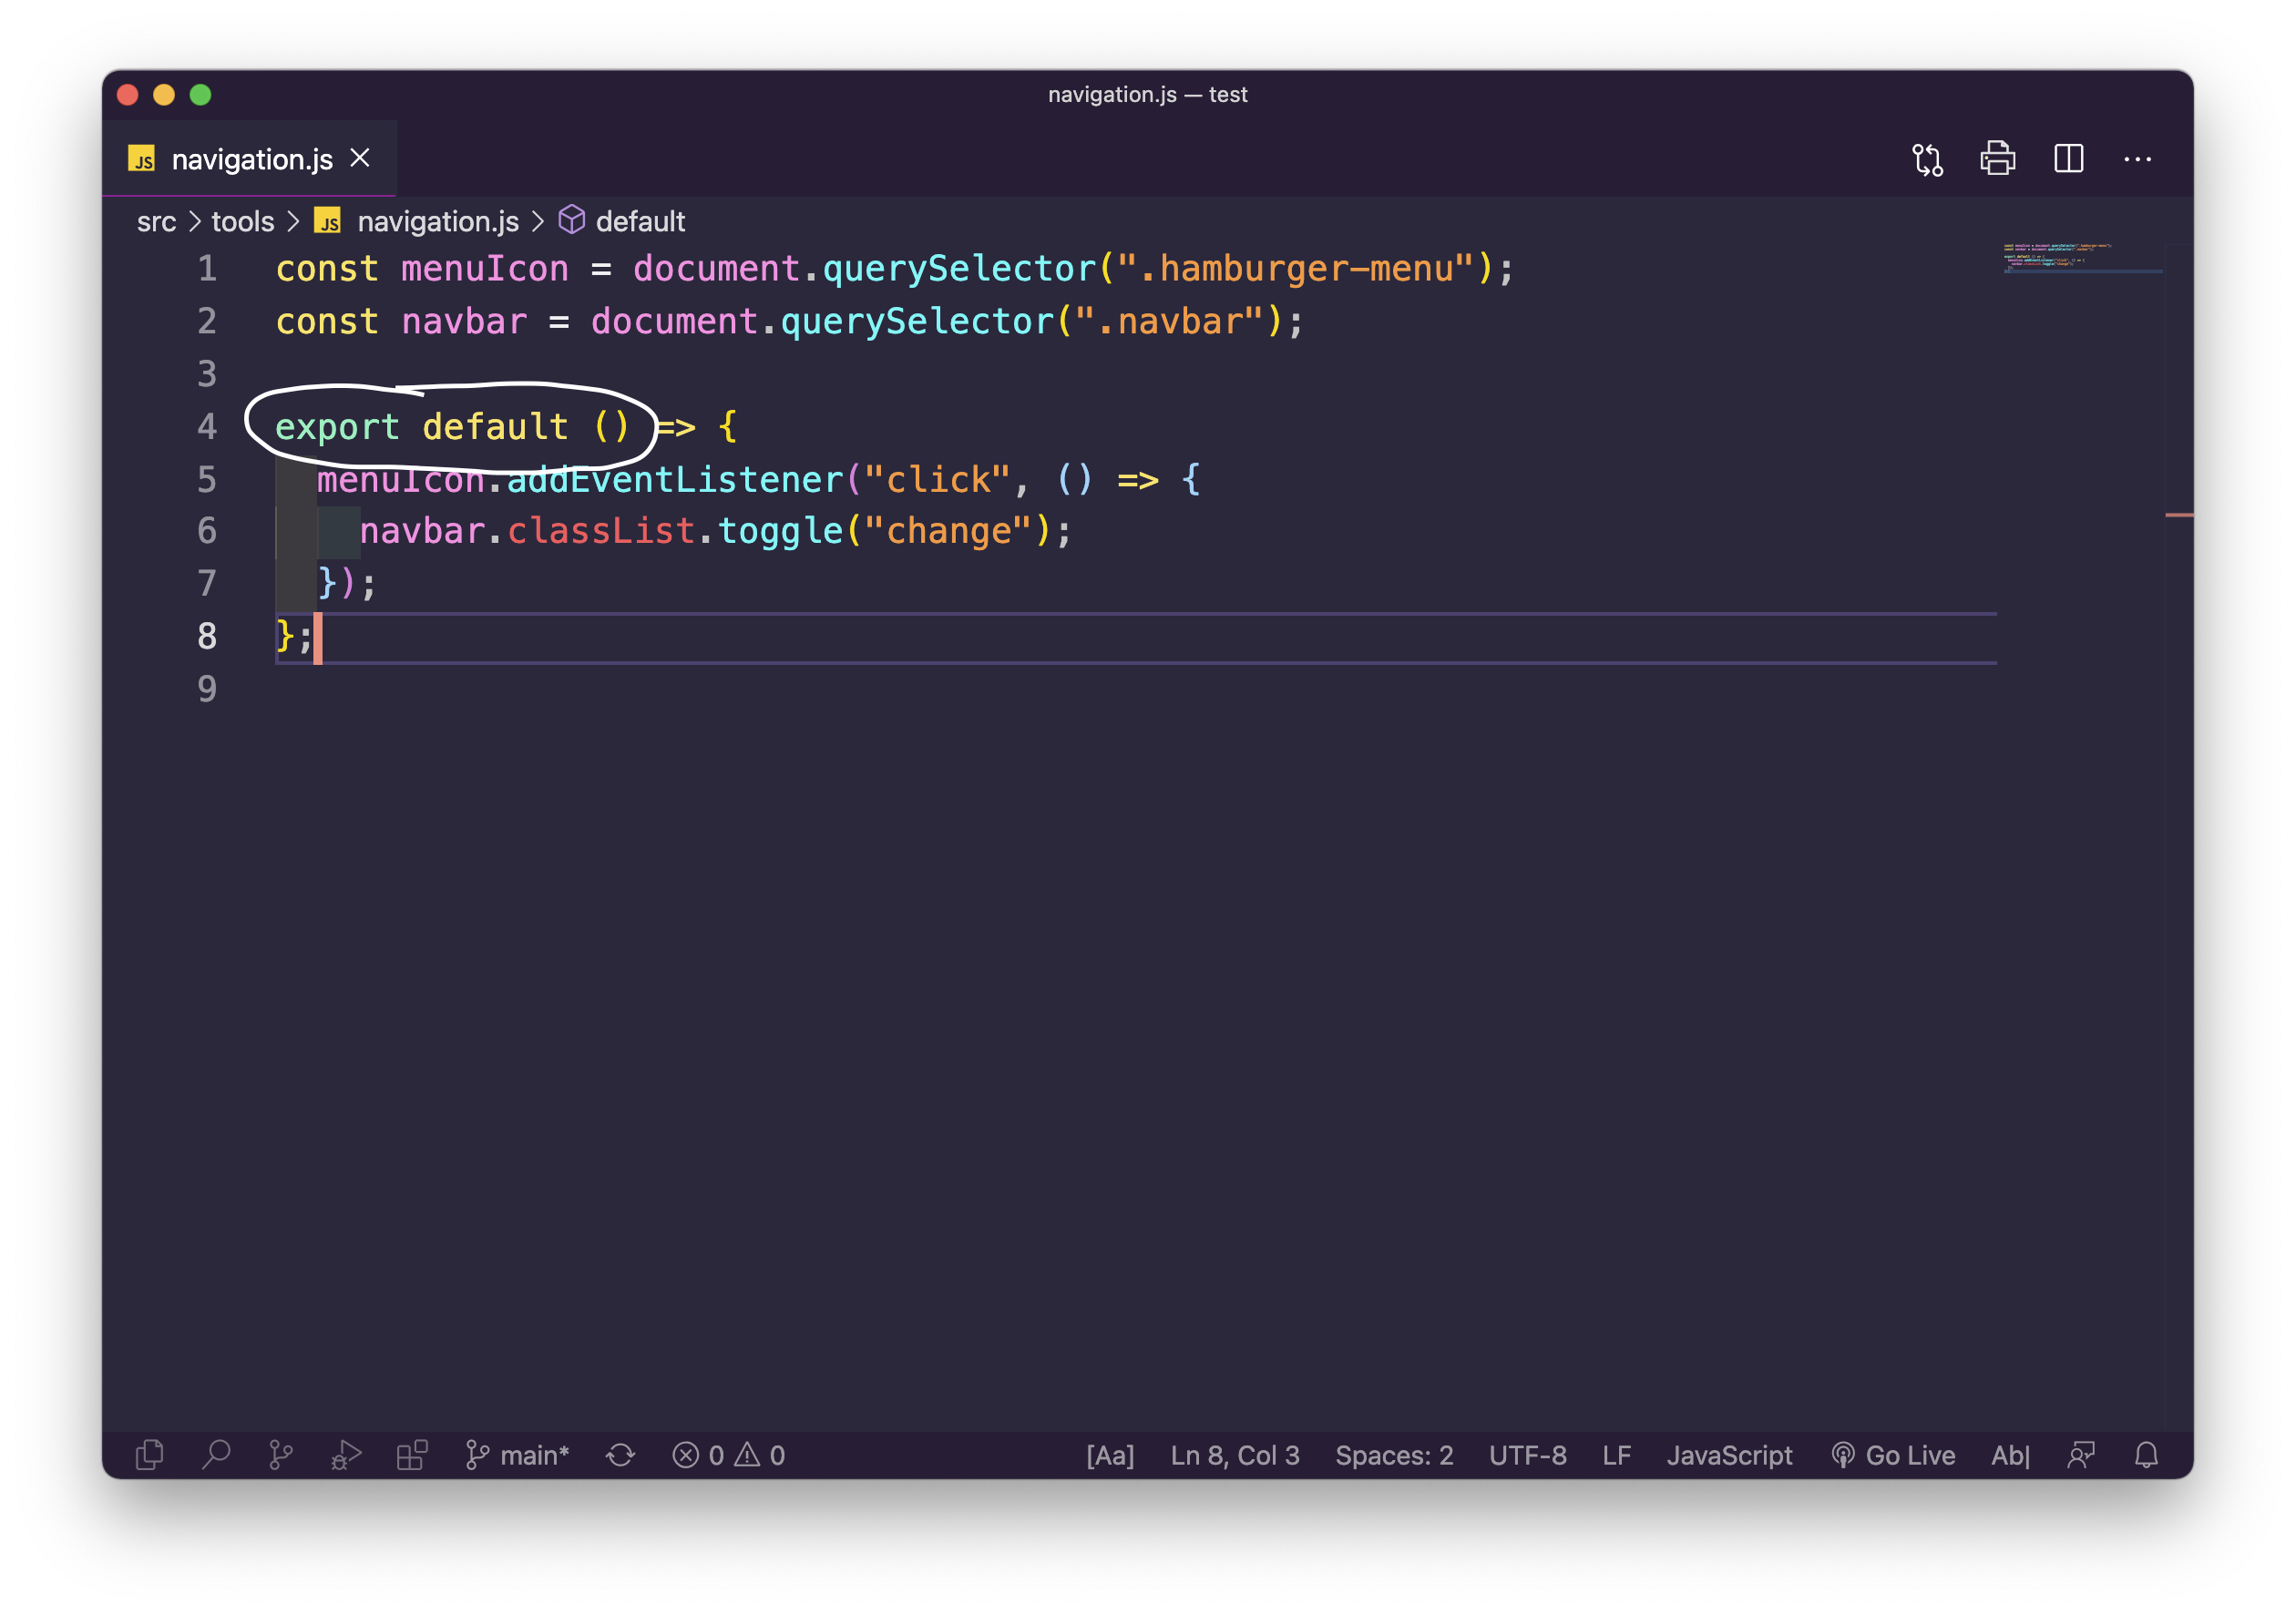 navigation.js — test
JS navigation.js
src > tools > JS navigation.js > default
1 const menuIcon = document.querySelector(".hamburger-menu");
2 const navbar = document.querySelector(".navbar");
3
4 export default () => {
5 menuIcon.addEventListener("click", () => {
6 navbar.classList.toggle("change");
7 });
8 };
9
main* 0 0 [Aa] Ln 8, Col 3 Spaces: 2 UTF-8 LF JavaScript Go Live Ab|